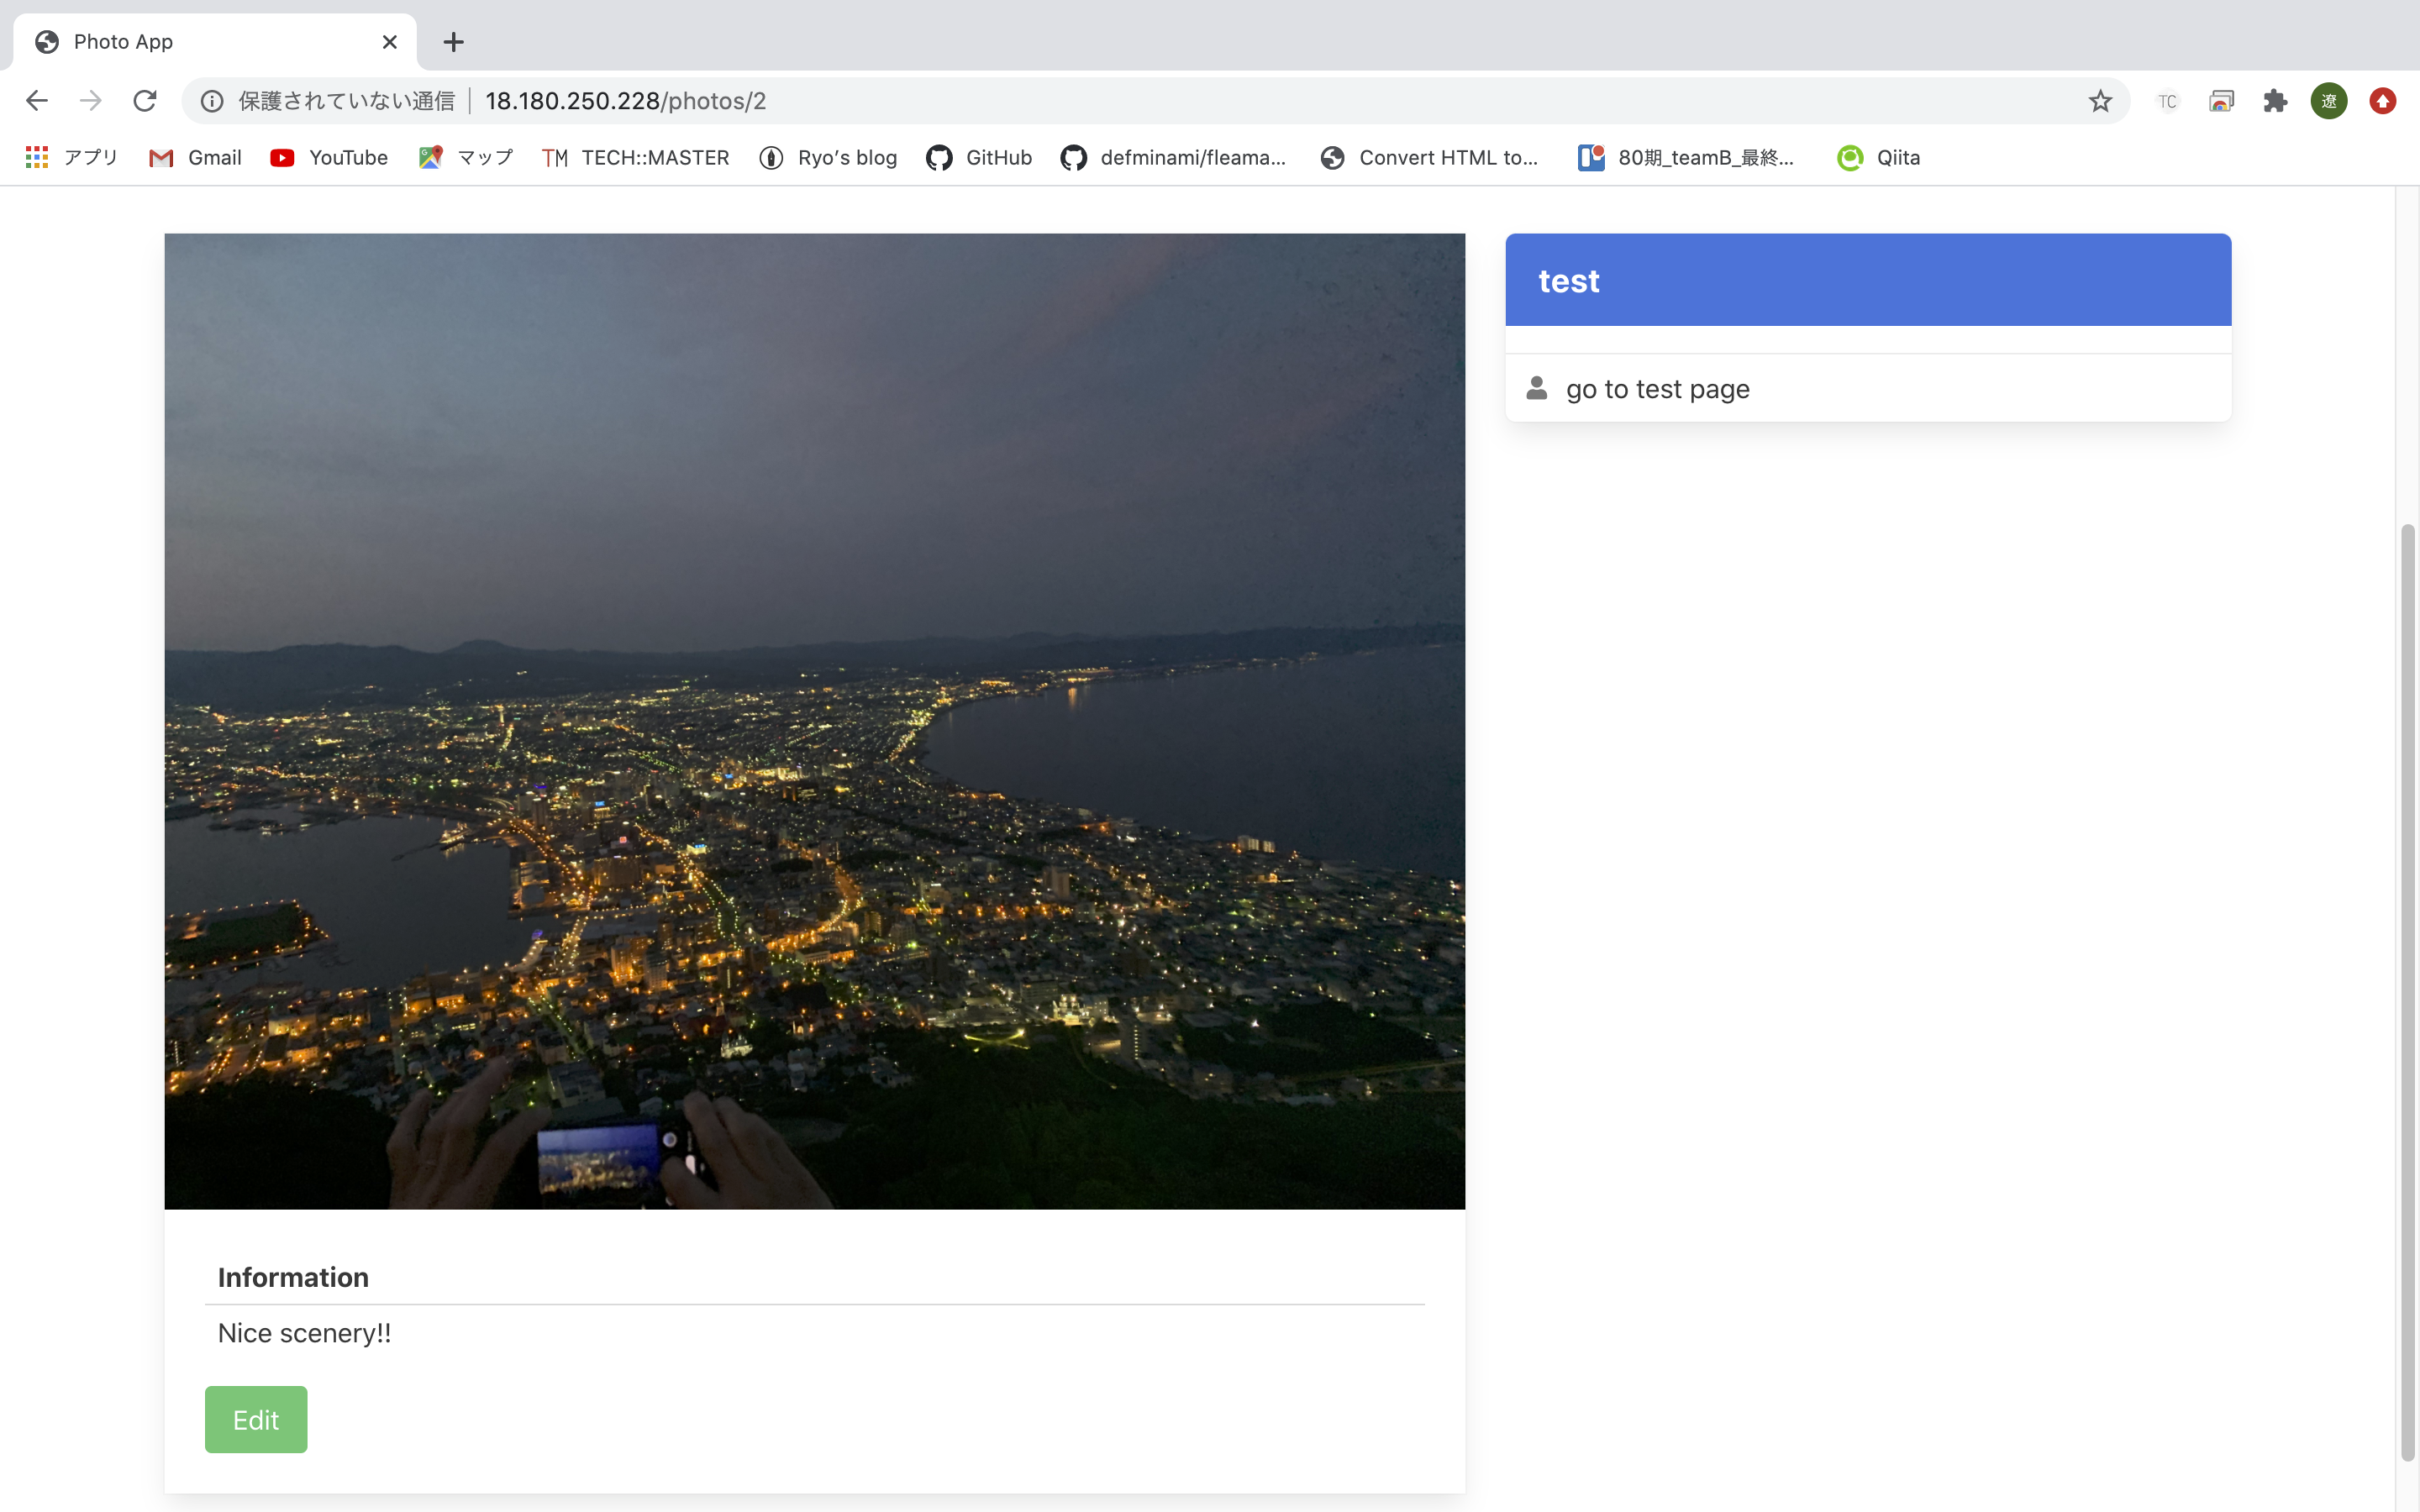 Photo App
保護されていない通信 18.180.250.228/photos/2
TC
遼
アプリ Gmail YouTube マップ TM TECH::MASTER Ryo’s blog GitHub defminami/fleama... Convert HTML to... 80期_teamB_最終... Qiita
test
go to test page
Information
Nice scenery!!
Edit